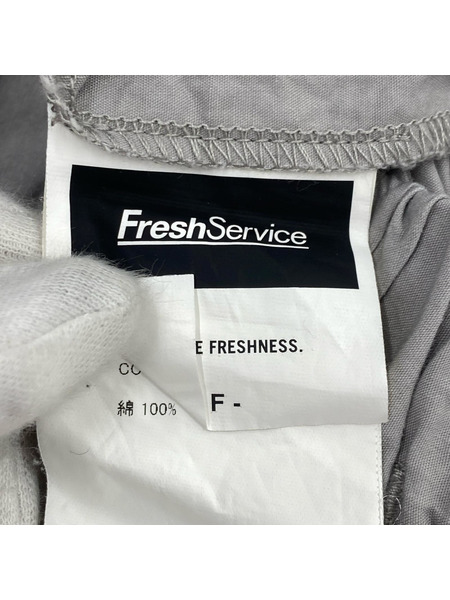 FreshService
E FRESHNESS.
CO
綿 100%
F -